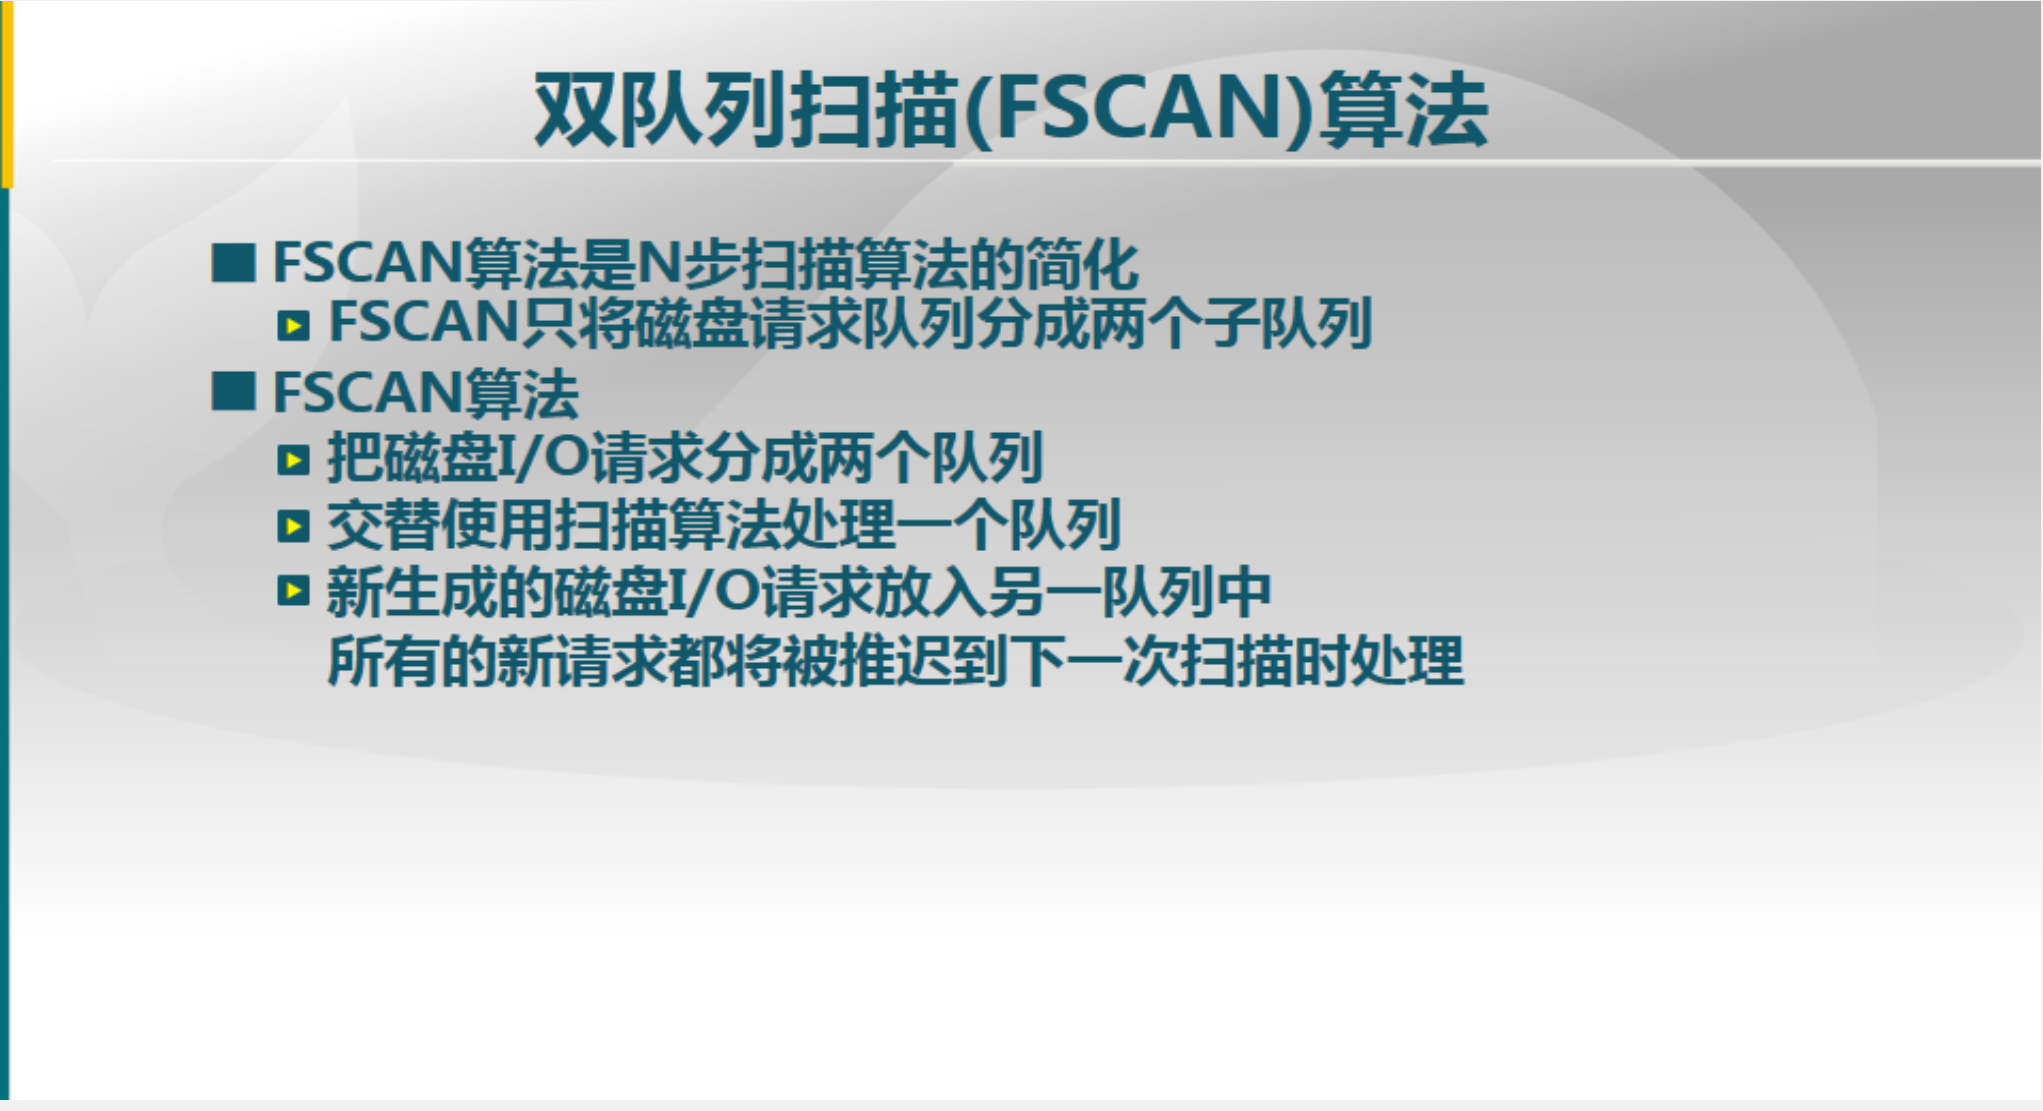 双队列扫描(FSCAN)算法
FSCAN算法是N步扫描算法的简化
FSCAN只将磁盘请求队列分成两个子队列
FSCAN算法
把磁盘I/O请求分成两个队列
交替使用扫描算法处理一个队列
新生成的磁盘I/O请求放入另一队列中
所有的新请求都将被推迟到下一次扫描时处理